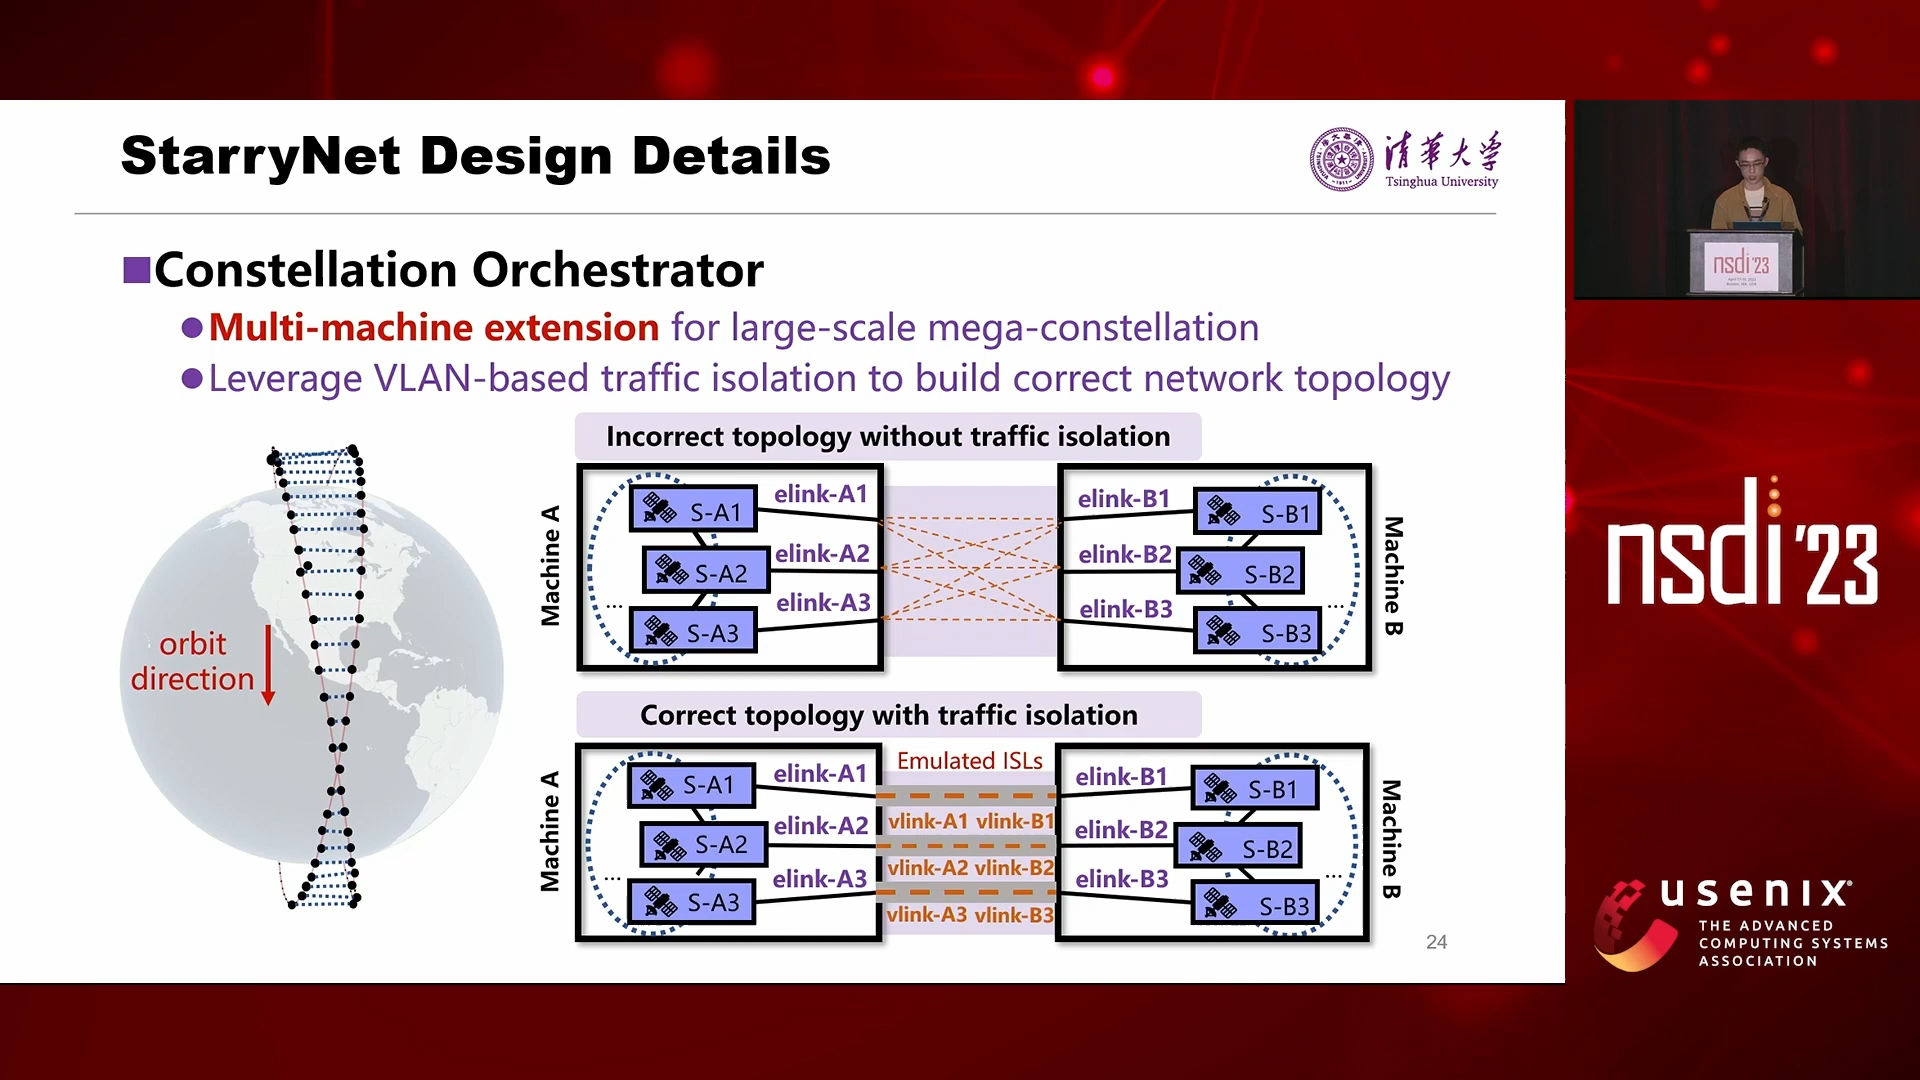 StarryNet Design Details
清华大学
Tsinghua University
Constellation Orchestrator
Multi-machine extension for large-scale mega-constellation
Leverage VLAN-based traffic isolation to build correct network topology
orbit
direction
Incorrect topology without traffic isolation
Machine A
S-A1
elink-A1
S-A2
elink-A2
S-A3
elink-A3
...
elink-B1
S-B1
elink-B2
S-B2
elink-B3
S-B3
...
Machine B
Correct topology with traffic isolation
Machine A
S-A1
elink-A1
S-A2
elink-A2
S-A3
elink-A3
...
Emulated ISLs
vlink-A1 vlink-B1
vlink-A2 vlink-B2
vlink-A3 vlink-B3
elink-B1
S-B1
elink-B2
S-B2
elink-B3
S-B3
...
Machine B
24
nsdi'23
nsdi'23
usenix
THE ADVANCED
COMPUTING SYSTEMS
ASSOCIATION